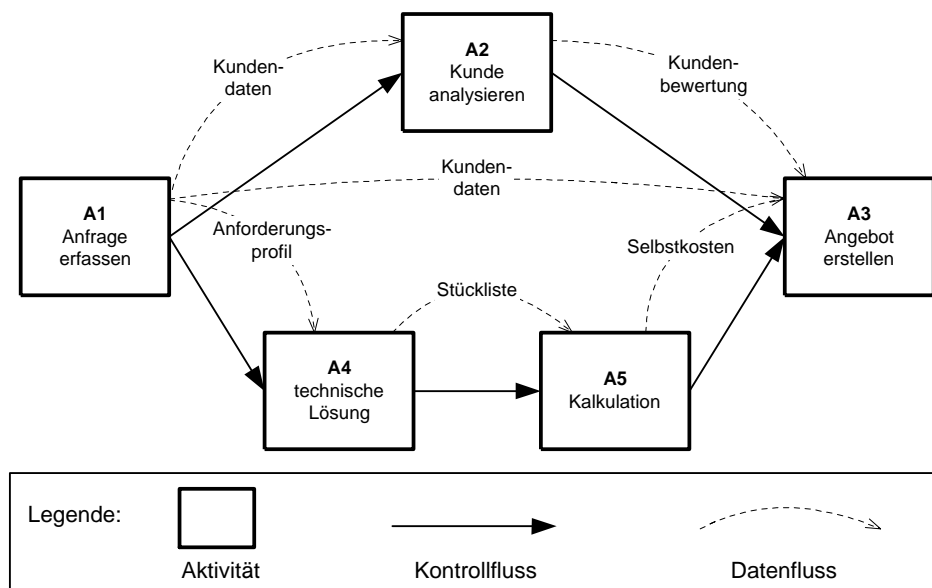 A2
Kunde
analysieren
Kunden-
daten
Kunden-
bewertung
Kunden-
daten
A1
Anfrage
erfassen
Anforderungs-
profil
Selbstkosten
A3
Angebot
erstellen
Stückliste
A4
technische
Lösung
A5
Kalkulation
Legende:
Aktivität
Kontrollfluss
Datenfluss